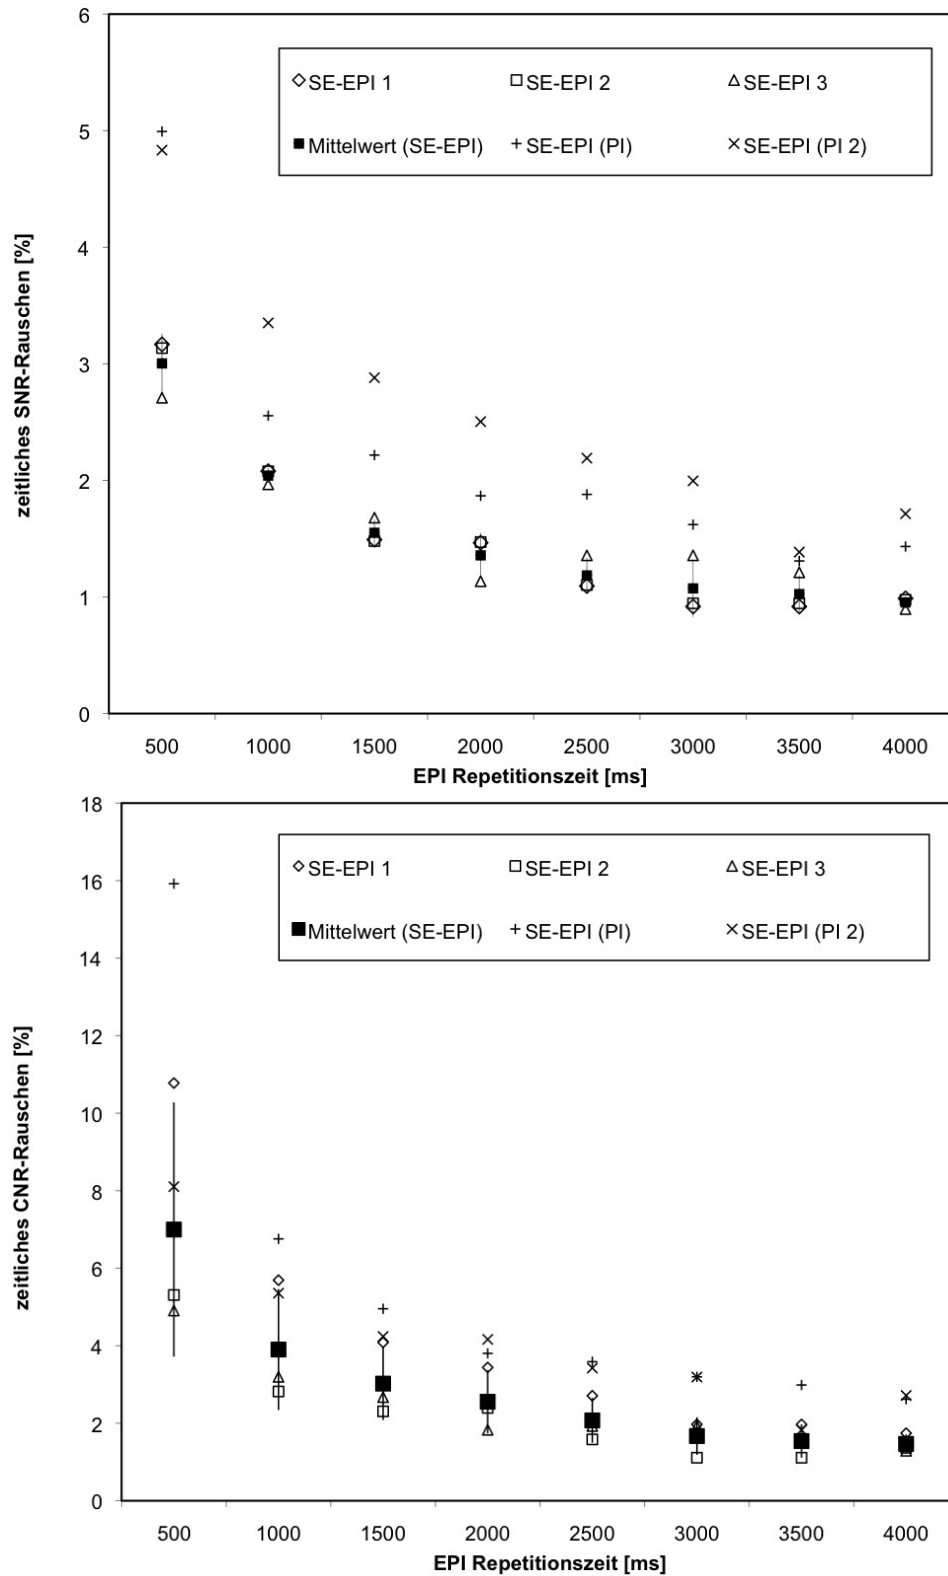 6
5
4
3
2
1
0
zeitliches SNR-Rauschen [%]
SE-EPI 1 SE-EPI 2 SE-EPI 3
Mittelwert (SE-EPI) SE-EPI (PI) SE-EPI (PI 2)
500 1000 1500 2000 2500 3000 3500 4000
EPI Repetitionszeit [ms]
18
16
14
12
10
8
6
4
2
0
zeitliches CNR-Rauschen [%]
SE-EPI 1 SE-EPI 2 SE-EPI 3
Mittelwert (SE-EPI) SE-EPI (PI) SE-EPI (PI 2)
500 1000 1500 2000 2500 3000 3500 4000
EPI Repetitionszeit [ms]